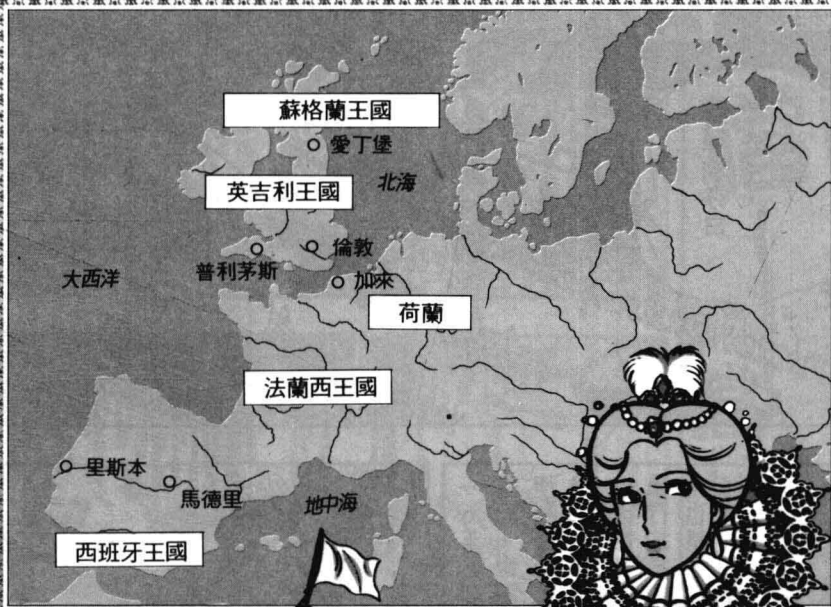 蘇格蘭王國
愛丁堡
英吉利王國
北海
倫敦
普利茅斯
大西洋
加來
荷蘭
法蘭西王國
里斯本
馬德里
地中海
西班牙王國